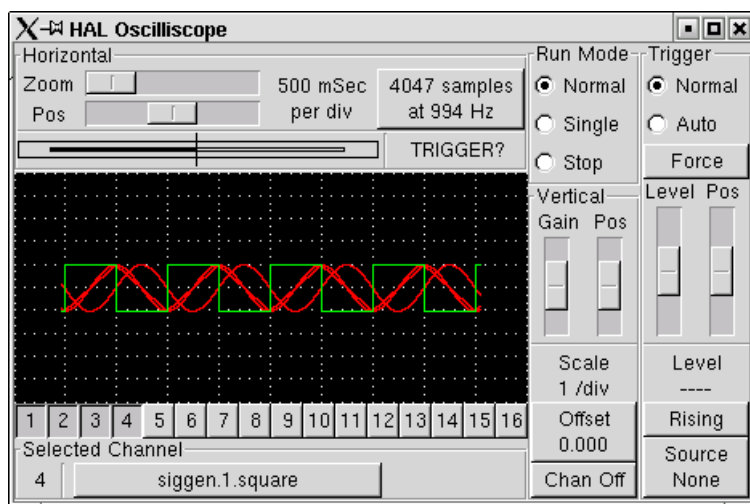 HAL Oscilliscope
Horizontal
Zoom
Pos
500 mSec
per div
4047 samples
at 994 Hz
TRIGGER?
Run Mode
Normal
Single
Stop
Trigger
Normal
Auto
Force
Vertical
Gain Pos
Level Pos
Scale
1 /div
Level
----
Offset
0.000
Chan Off
Rising
Source
None
1 2 3 4 5 6 7 8 9 10 11 12 13 14 15 16
Selected Channel
4 siggen.1.square